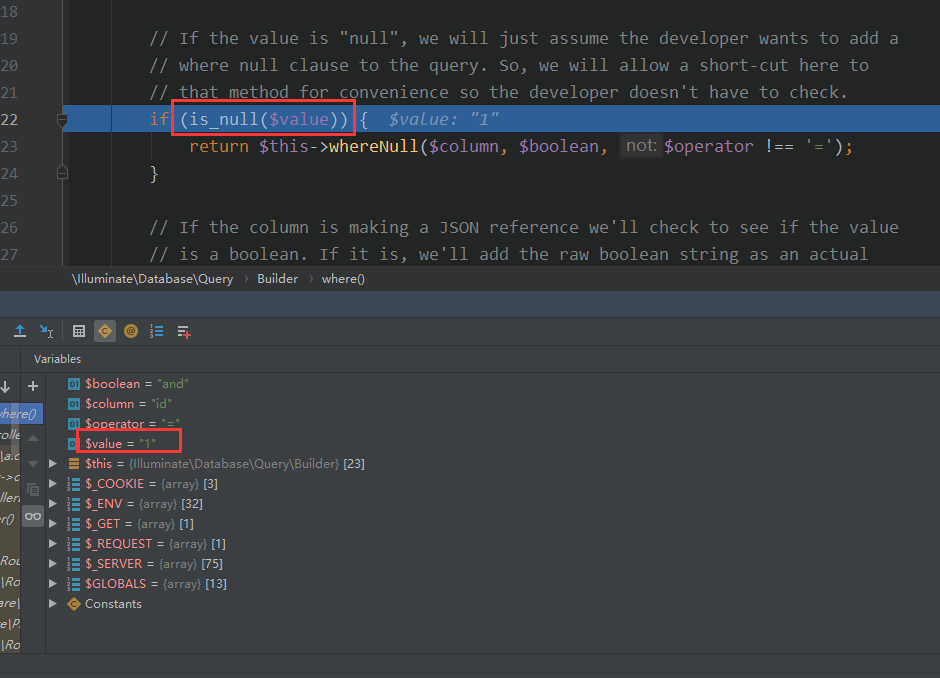 18
19 // If the value is "null", we will just assume the developer wants to add a
20 // where null clause to the query. So, we will allow a short-cut here to
21 // that method for convenience so the developer doesn't have to check.
22 if (is_null($value)) { $value: "1"
23 return $this->whereNull($column, $boolean, not: $operator !== '=');
24 }
25
26 // If the column is making a JSON reference we'll check to see if the value
27 // is a boolean. If it is, we'll add the raw boolean string as an actual
\Illuminate\Database\Query › Builder › where()
Variables
$boolean = "and"
$column = "id"
where()
$operator = "="
$value = "1"
$this = {Illuminate\Database\Query\Builder} [23]
$_COOKIE = {array} [3]
$_ENV = {array} [32]
$_GET = {array} [1]
$_REQUEST = {array} [1]
$_SERVER = {array} [75]
$GLOBALS = {array} [13]
Constants